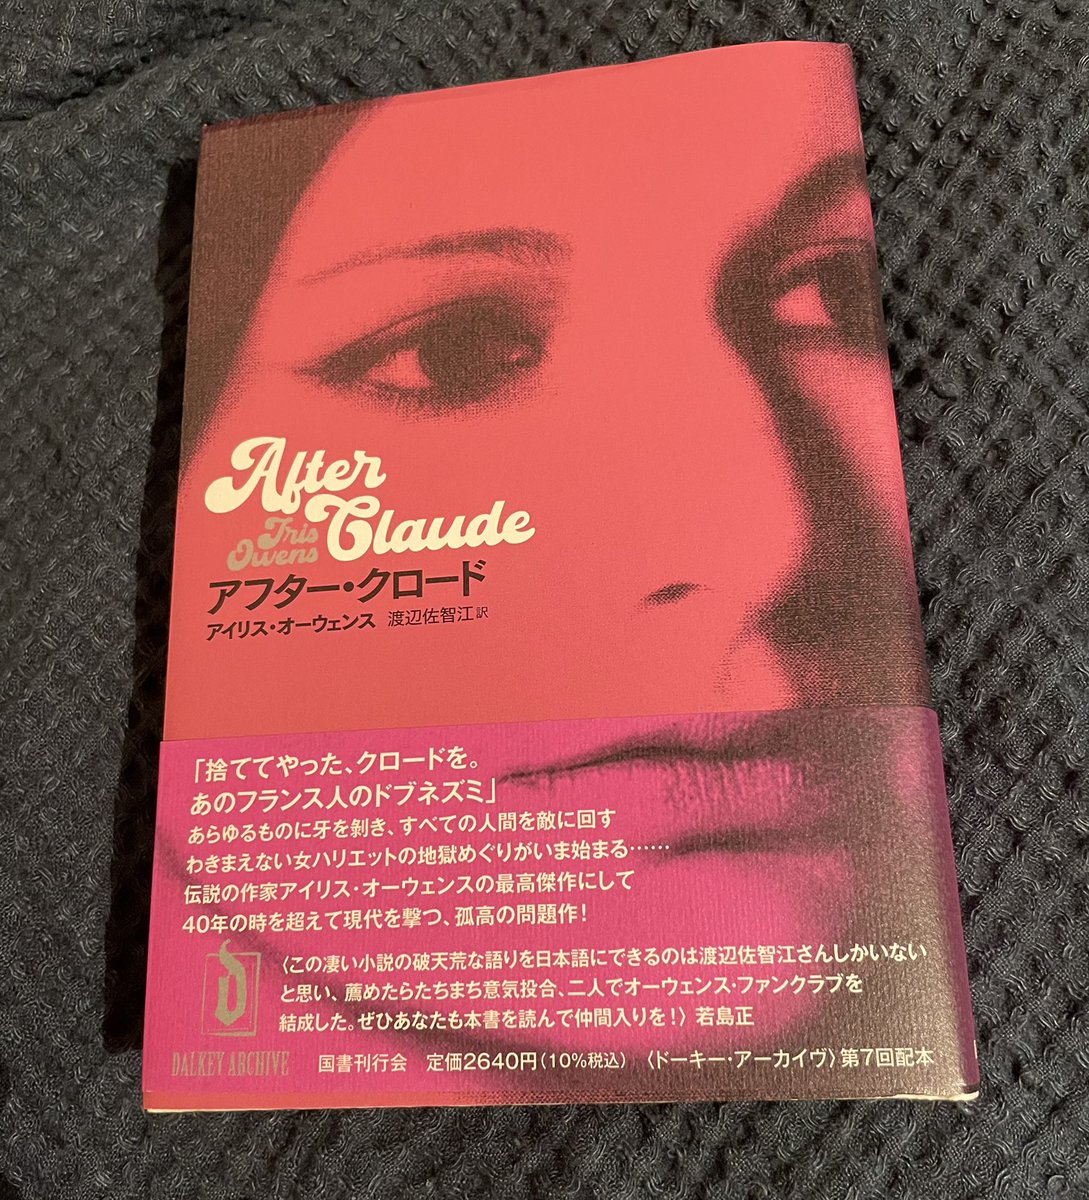 After
Claude
Iris
Owens
アフター・クロード
アイリス・オーウェンス 渡辺佐智江 訳
「捨ててやった、クロードを。
あのフランス人のドブネズミ」
あらゆるものに牙を剝き、すべての人間を敵に回す
わきまえない女ハリエットの地獄めぐりがいま始まる……
伝説の作家アイリス・オーウェンスの最高傑作にして
40年の時を超えて現代を撃つ、孤高の問題作!
〈この凄い小説の破天荒な語りを日本語にできるのは渡辺佐智江さんしかいない
と思い、薦めたらたちまち意気投合、二人でオーウェンス・ファンクラブを
結成した。ぜひあなたも本書を読んで仲間入りを!〉若島正
d
DALKEY ARCHIVE
国書刊行会 定価2640円(10%税込) 〈ドーキー・アーカイヴ〉第7回配本